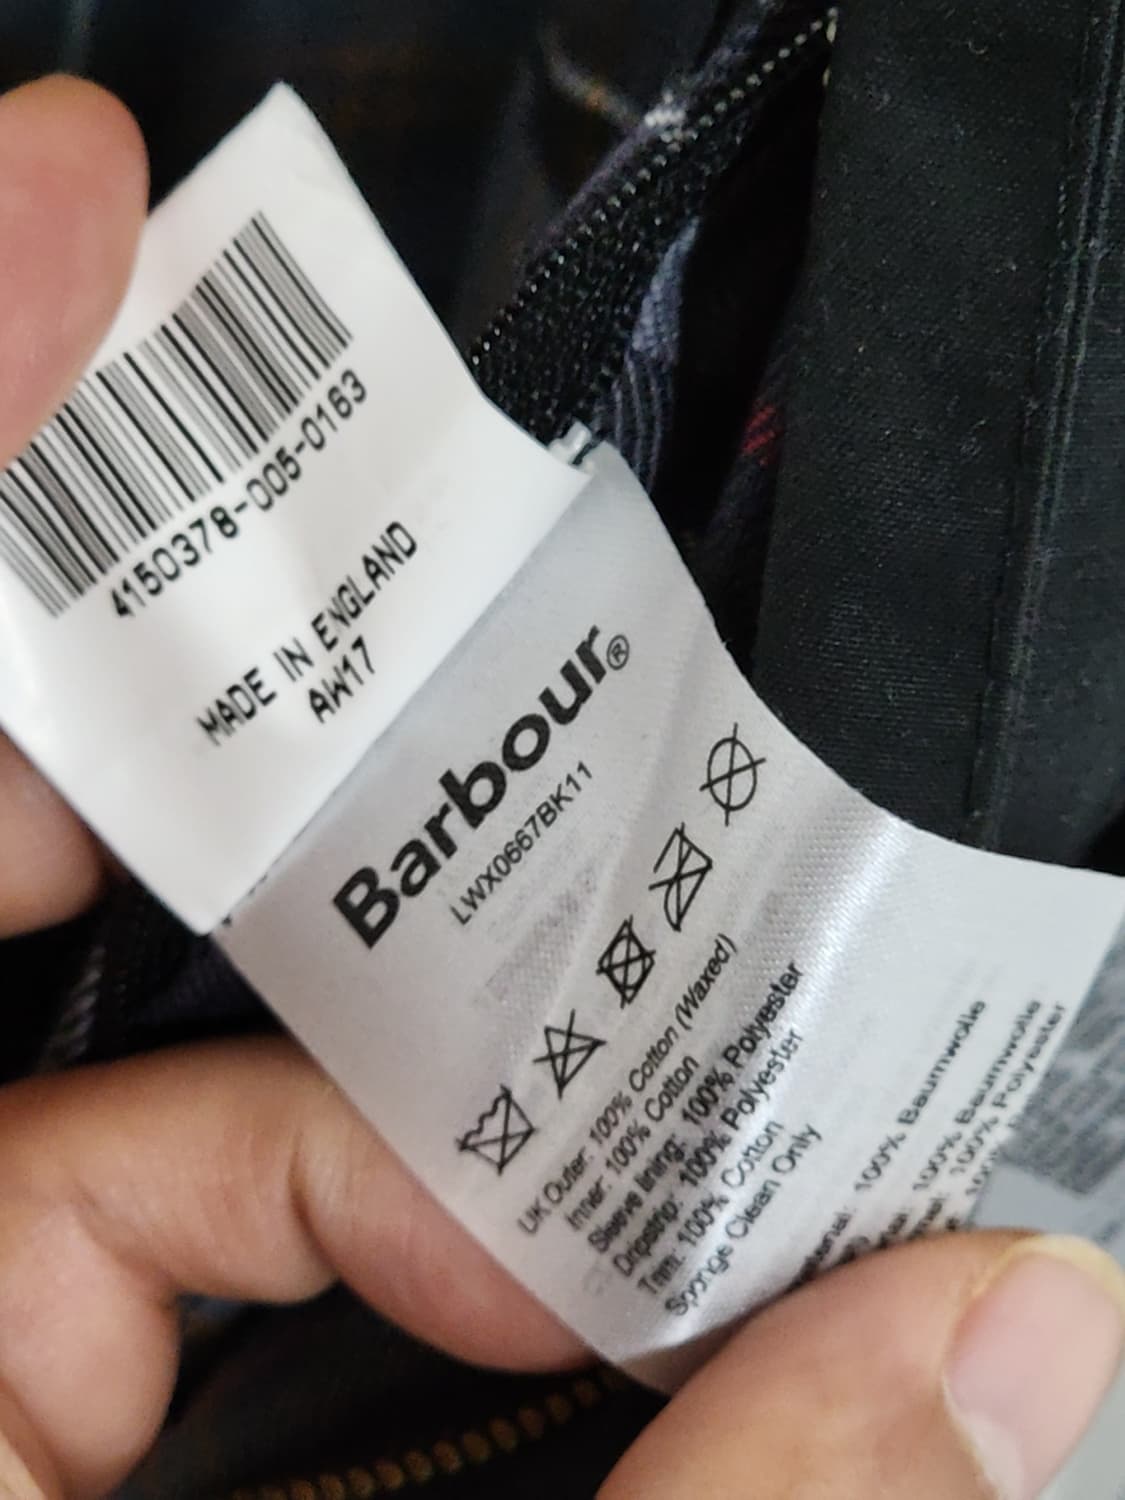 4150378-005-0163
MADE IN ENGLAND
AW17
Barbour®
LWX0667BK11
UK Outer: 100% Cotton (Waxed)
Inner: 100% Cotton
Sleeve lining: 100% Polyester
Dripstrip: 100% Polyester
Trim: 100% Cotton
Sponge Clean Only
100% Baumwolle
100% Baumwolle
100% Polyester